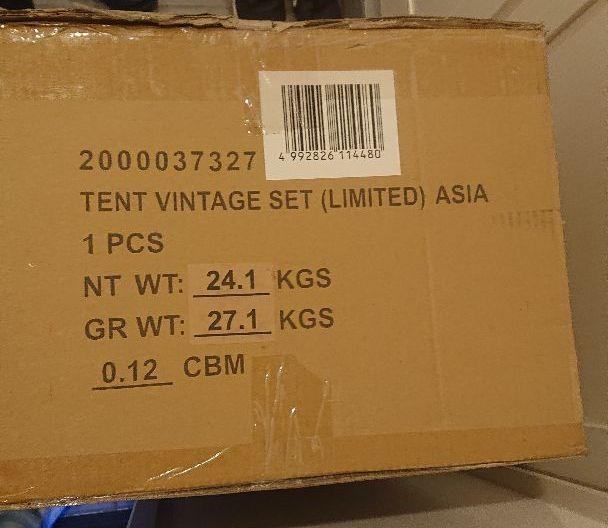 4 992826 114480
2000037327
TENT VINTAGE SET (LIMITED) ASIA
1 PCS
NT WT: 24.1 KGS
GR WT: 27.1 KGS
0.12 CBM